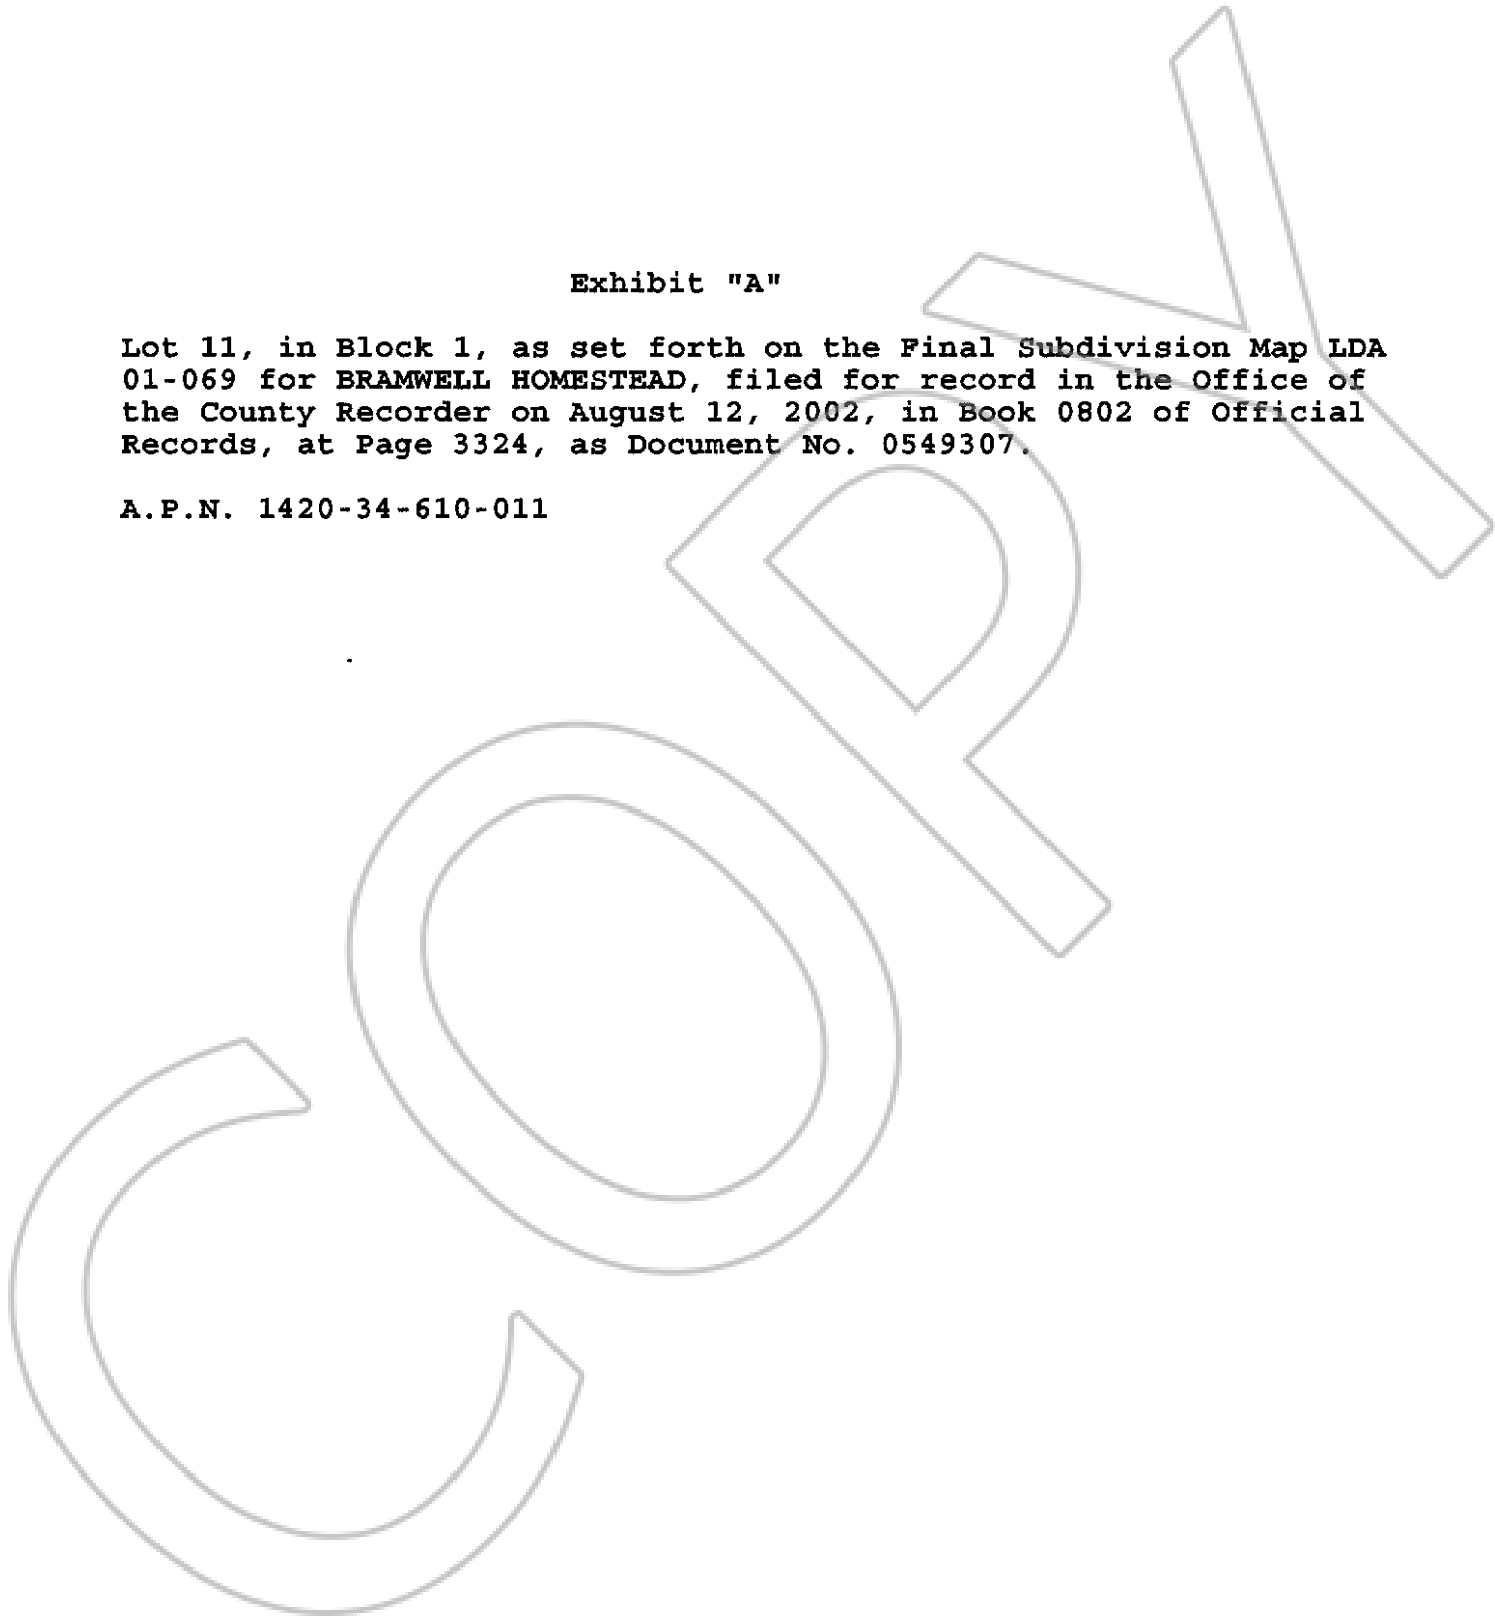 Exhibit "A"
Lot 11, in Block 1, as set forth on the Final Subdivision Map LDA
01-069 for BRAMWELL HOMESTEAD, filed for record in the Office of
the County Recorder on August 12, 2002, in Book 0802 of Official
Records, at Page 3324, as Document No. 0549307.
A.P.N. 1420-34-610-011
COPY